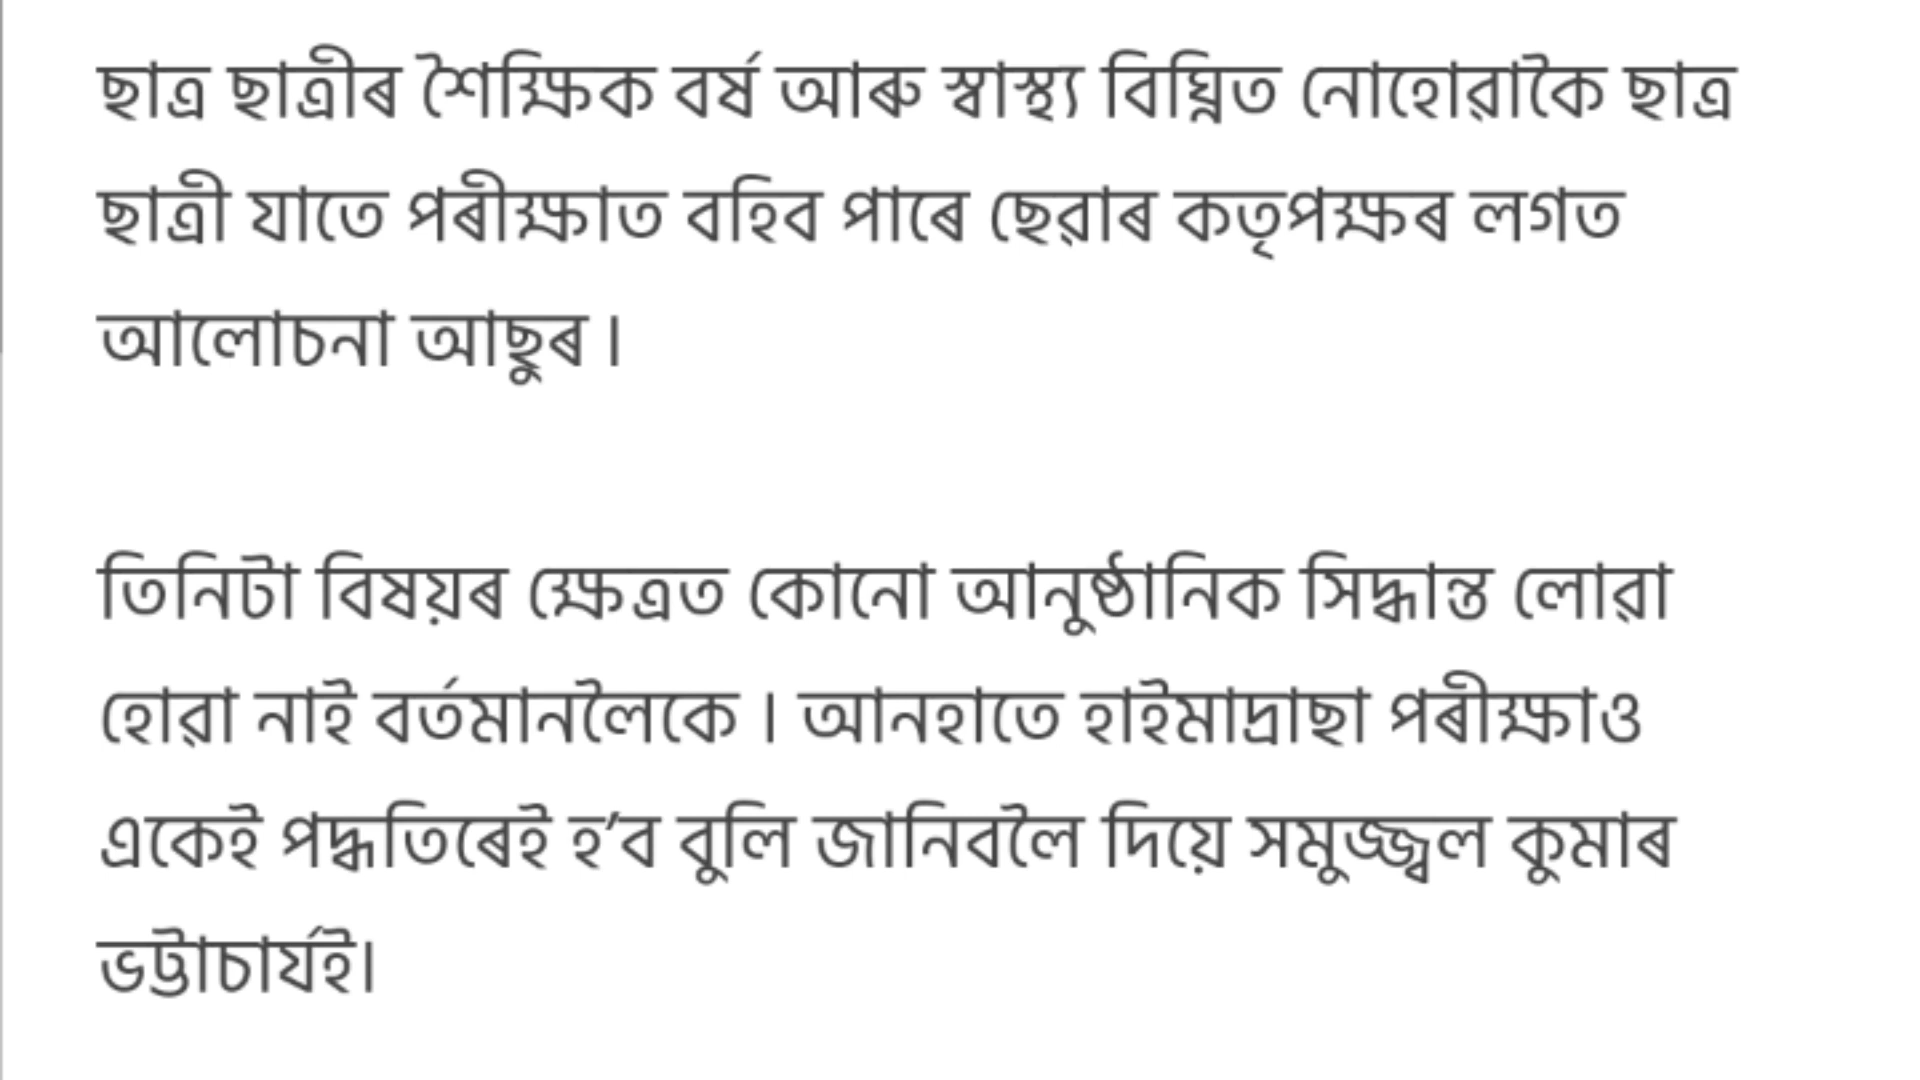 ছাত্ৰ ছাত্ৰীৰ শৈক্ষিক বৰ্ষ আৰু স্বাস্থ্য বিঘ্নিত নোহোৱাকৈ ছাত্ৰ
ছাত্ৰী যাতে পৰীক্ষাত বহিব পাৰে ছেৱাৰ কতৃপক্ষৰ লগত
আলোচনা আছুৰ ।
তিনিটা বিষয়ৰ ক্ষেত্ৰত কোনো আনুষ্ঠানিক সিদ্ধান্ত লোৱা
হোৱা নাই বৰ্তমানলৈকে । আনহাতে হাইমাদ্ৰাছা পৰীক্ষাও
একেই পদ্ধতিৰেই হ’ব বুলি জানিবলৈ দিয়ে সমুজ্জ্বল কুমাৰ
ভট্টাচাৰ্যই।